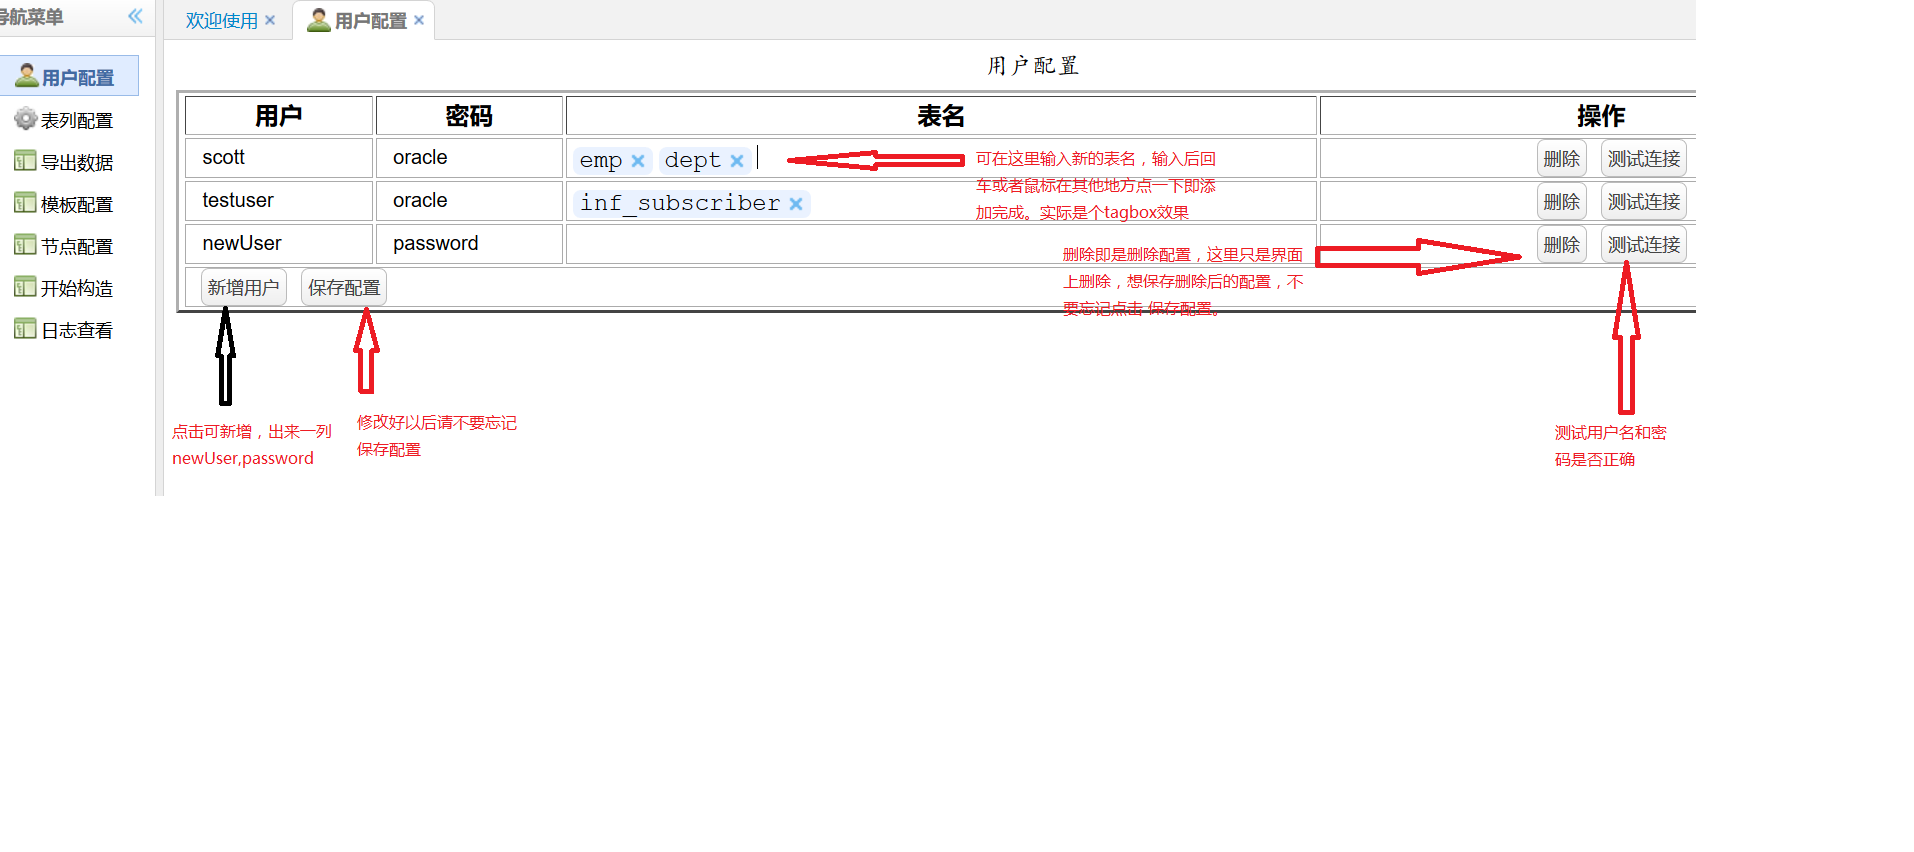 导航菜单
欢迎使用
用户配置
用户配置
表列配置
导出数据
模板配置
节点配置
开始构造
日志查看
用户配置
用户 密码 表名 操作
scott oracle emp dept 删除 测试连接
testuser oracle inf_subscriber 删除 测试连接
newUser password 删除 测试连接
新增用户 保存配置
可在这里输入新的表名，输入后回
车或者鼠标在其他地方点一下即添
加完成。实际是个tagbox效果
删除即是删除配置，这里只是界面
上删除，想保存删除后的配置，不
要忘记点击 保存配置。
点击可新增，出来一列
newUser,password
修改好以后请不要忘记
保存配置
测试用户名和密
码是否正确